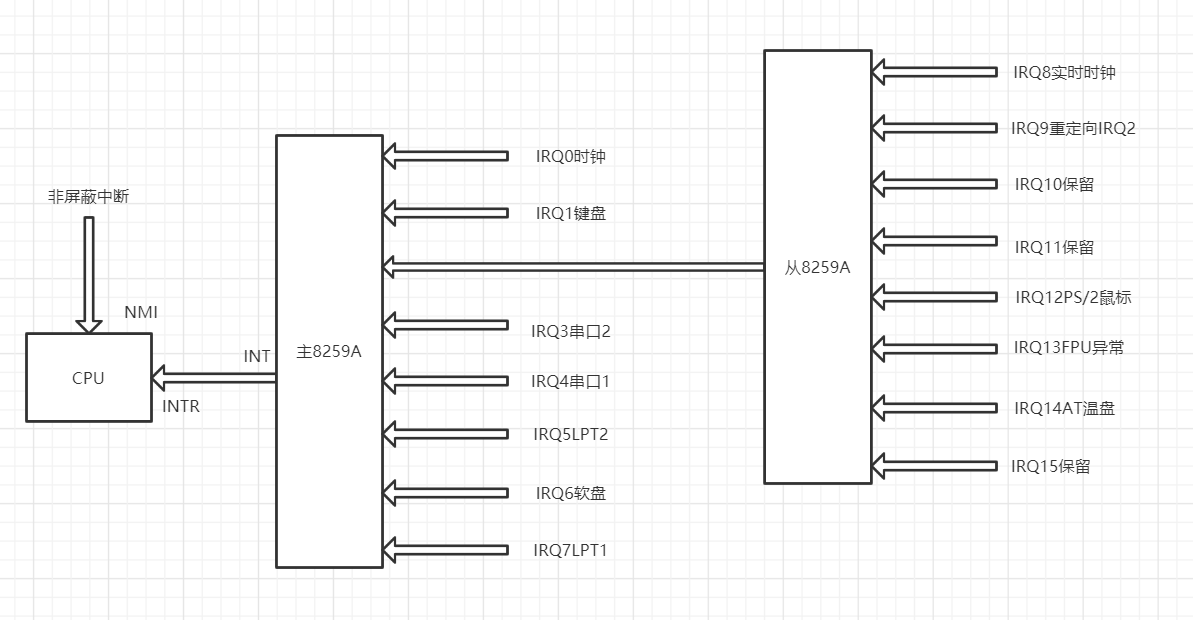 非屏蔽中断
NMI
CPU
INT
INTR
主8259A
IRQ0时钟
IRQ1键盘
IRQ3串口2
IRQ4串口1
IRQ5LPT2
IRQ6软盘
IRQ7LPT1
从8259A
IRQ8实时时钟
IRQ9重定向IRQ2
IRQ10保留
IRQ11保留
IRQ12PS/2鼠标
IRQ13FPU异常
IRQ14AT温盘
IRQ15保留